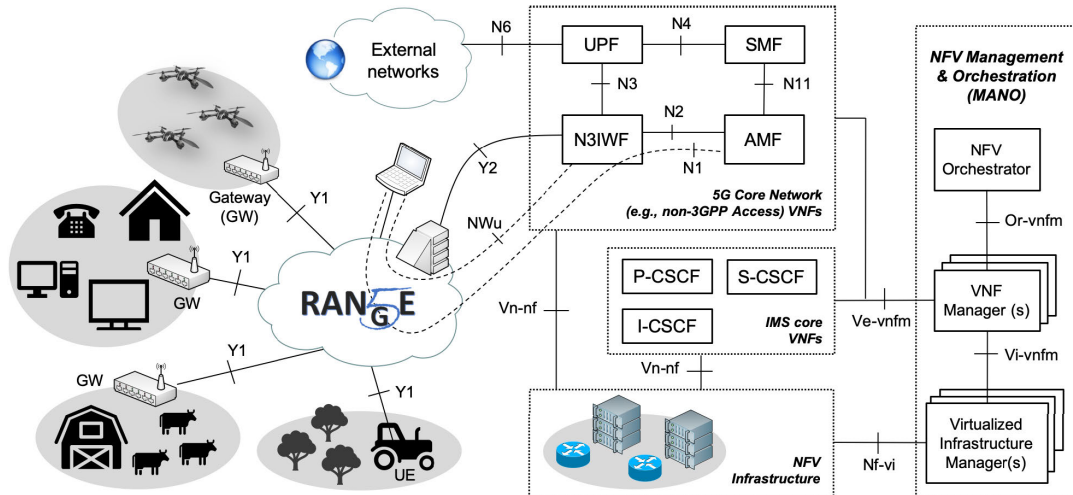 External
networks
N6
UPF
N4
SMF
N3
N11
N3IWF
N2
AMF
N1
Y2
5G Core Network
(e.g., non-3GPP Access) VNFs
NFV Management
& Orchestration
(MANO)
NFV
Orchestrator
Or-vnfm
VNF
Manager (s)
Vi-vnfm
Virtualized
Infrastructure
Manager(s)
Gateway
(GW)
Y1
Y1
GW
NWu
RAN5GE
P-CSCF
S-CSCF
I-CSCF
IMS core
VNFs
Vn-nf
Ve-vnfm
Vn-nf
GW
Y1
Y1
UE
NFV
Infrastructure
Nf-vi